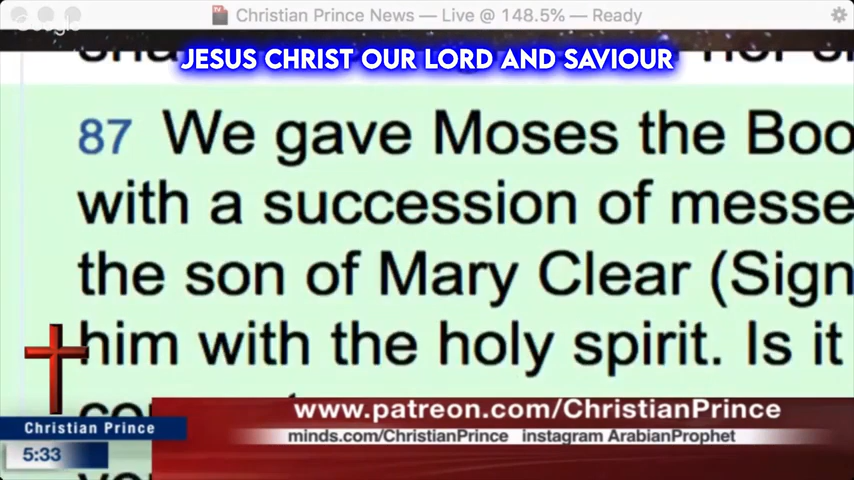 Christian Prince News — Live @ 148.5% — Ready
Google
JESUS CHRIST OUR LORD AND SAVIOUR
87 We gave Moses the Boo
with a succession of messe
the son of Mary Clear (Sign
him with the holy spirit. Is it
www.patreon.com/ChristianPrince
minds.com/ChristianPrince instagram ArabianProphet
Christian Prince
5:33